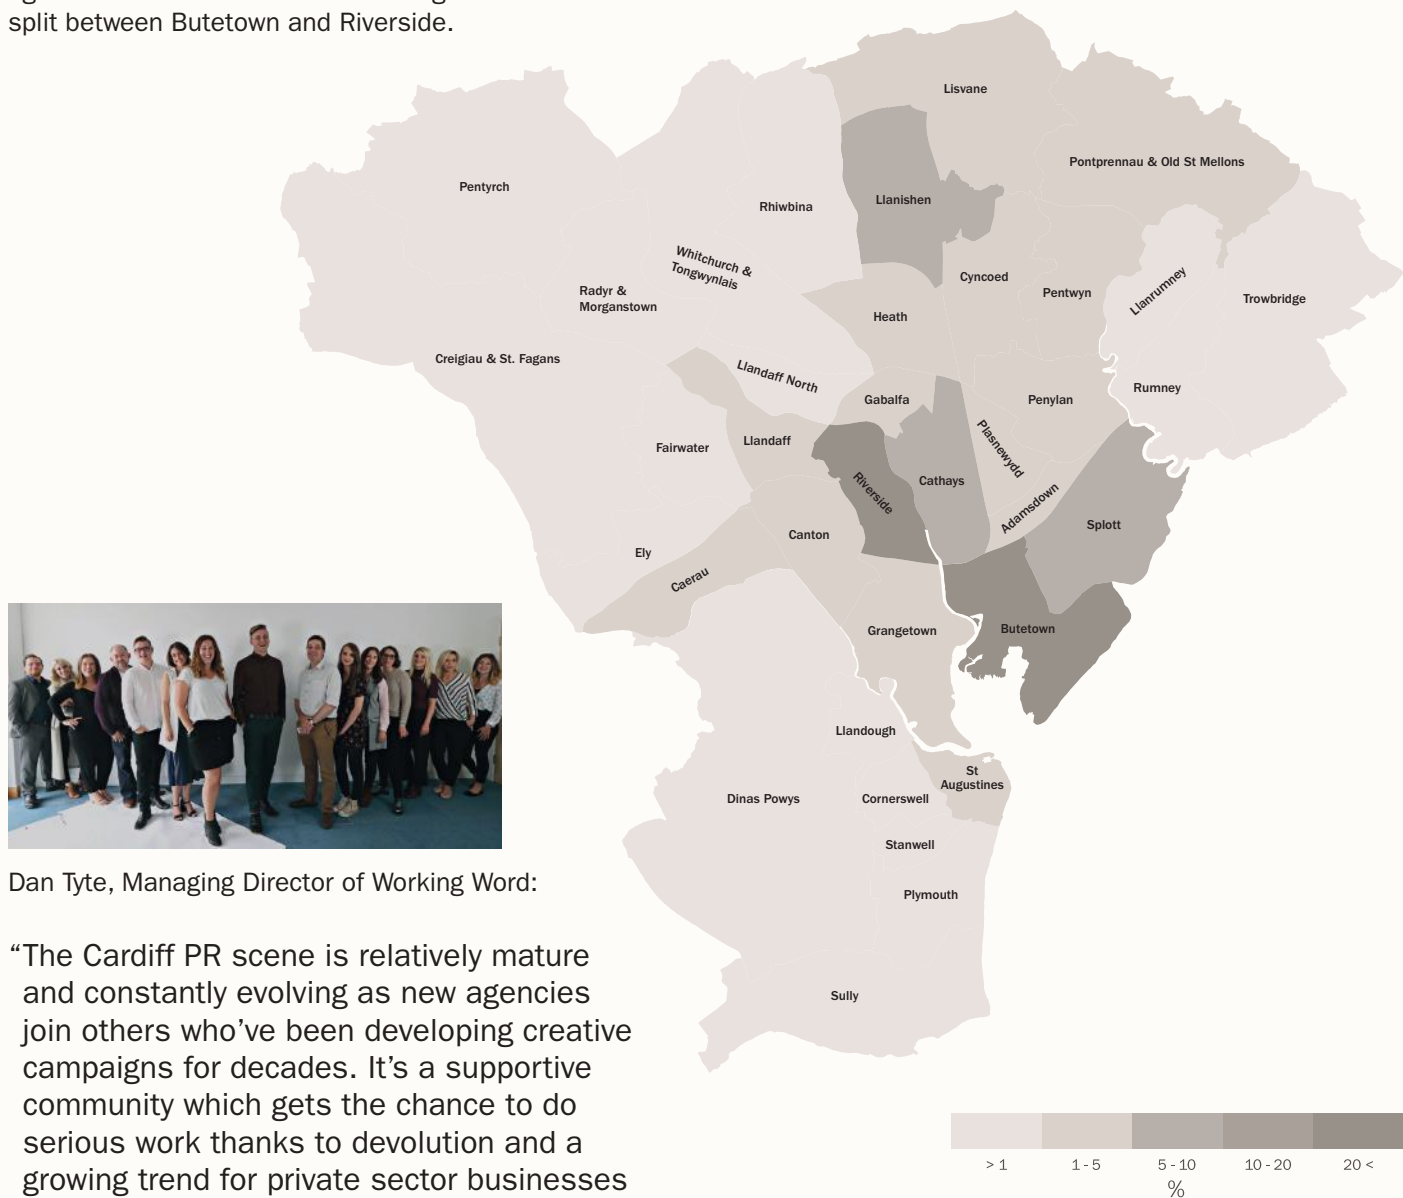 split between Butetown and Riverside.
Lisvane
Pontprennau & Old St Mellons
Pentyrch
Llanishen
Rhiwbina
Whitchurch &
Tongwynlais
Cyncoed
Pentwyn
Llanrumney
Trowbridge
Radyr &
Morganstown
Heath
Creigiau & St. Fagans
Llandaff North
Rumney
Gabalfa
Penylan
Fairwater
Llandaff
Plasnewydd
Riverside
Cathays
Adamsdown
Splott
Canton
Ely
Caerau
Grangetown
Butetown
Llandough
St
Augustines
Dinas Powys
Cornerswell
Stanwell
Plymouth
Sully
Dan Tyte, Managing Director of Working Word:
“The Cardiff PR scene is relatively mature
and constantly evolving as new agencies
join others who’ve been developing creative
campaigns for decades. It’s a supportive
community which gets the chance to do
serious work thanks to devolution and a
growing trend for private sector businesses
> 1
1 - 5
5 - 10
10 - 20
20 <
%